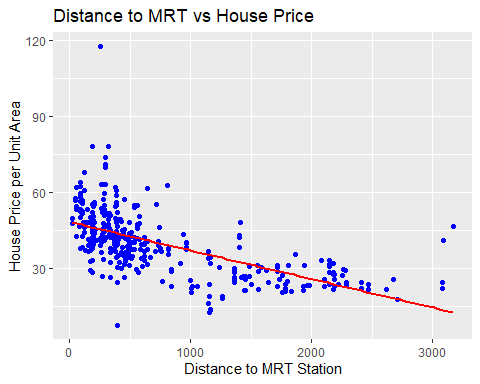 Distance to MRT vs House Price
House Price per Unit Area
120
90
60
30
0
1000
2000
3000
Distance to MRT Station